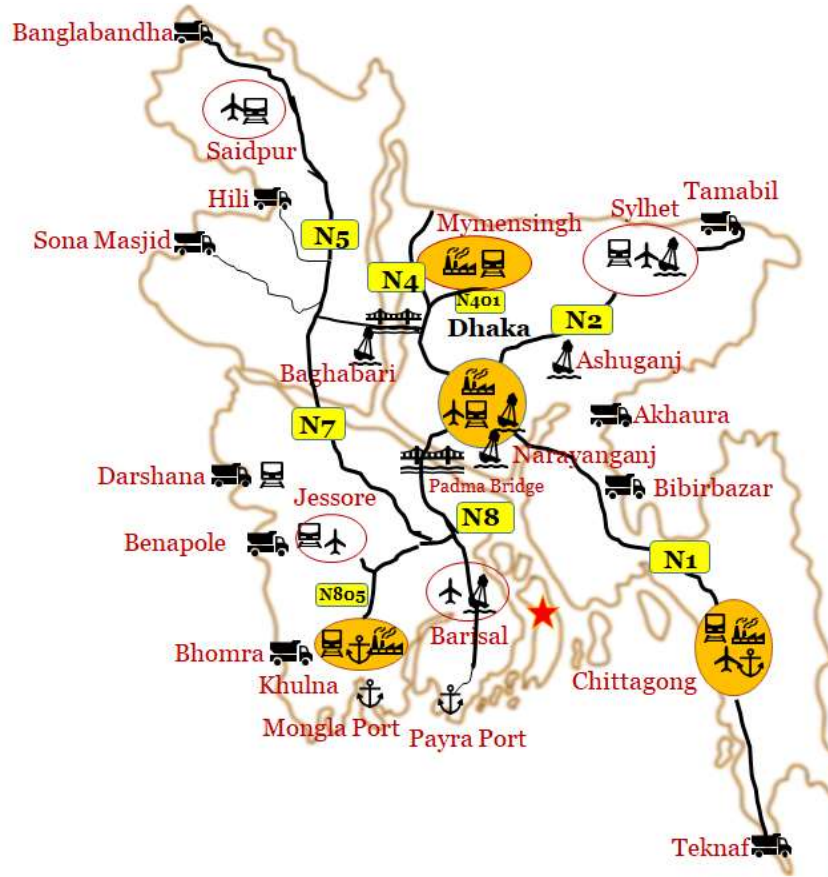 Banglabandha
Saidpur
Hili
Tamabil
Sylhet
Mymensingh
Sona Masjid
N5
N4
N401
N2
Dhaka
Ashuganj
Baghabari
Akhaura
N7
Narayanganj
Darshana
Padma Bridge
Bibirbazar
Jessore
N8
Benapole
N1
N805
Barisal
Bhomra
Khulna
Chittagong
Mongla Port
Payra Port
Teknaf